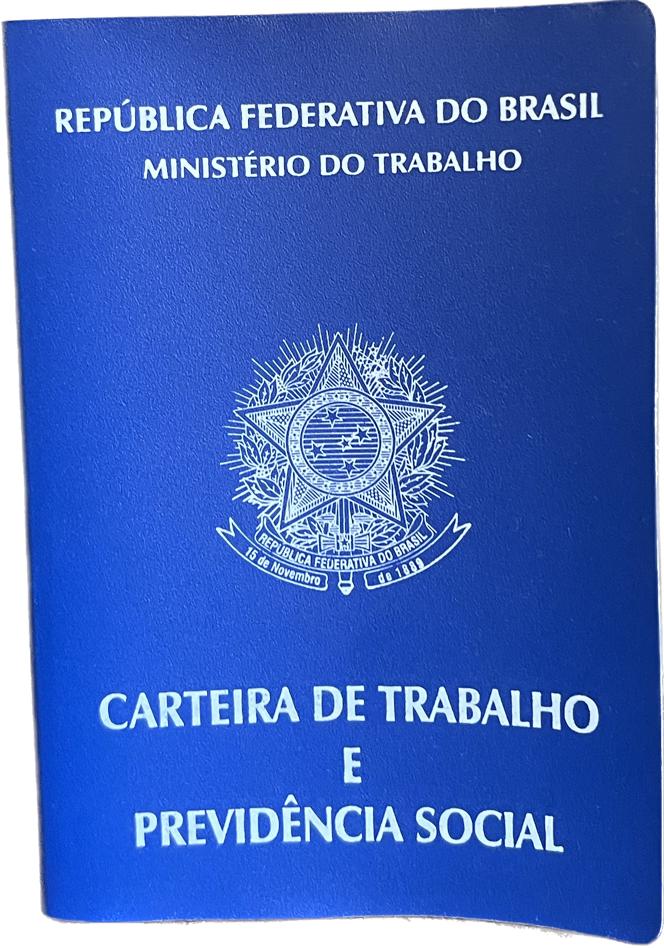 REPÚBLICA FEDERATIVA DO BRASIL
MINISTÉRIO DO TRABALHO
REPÚBLICA FEDERATIVA DO BRASIL
15 de Novembro de 1889
CARTEIRA DE TRABALHO
E
PREVIDÊNCIA SOCIAL